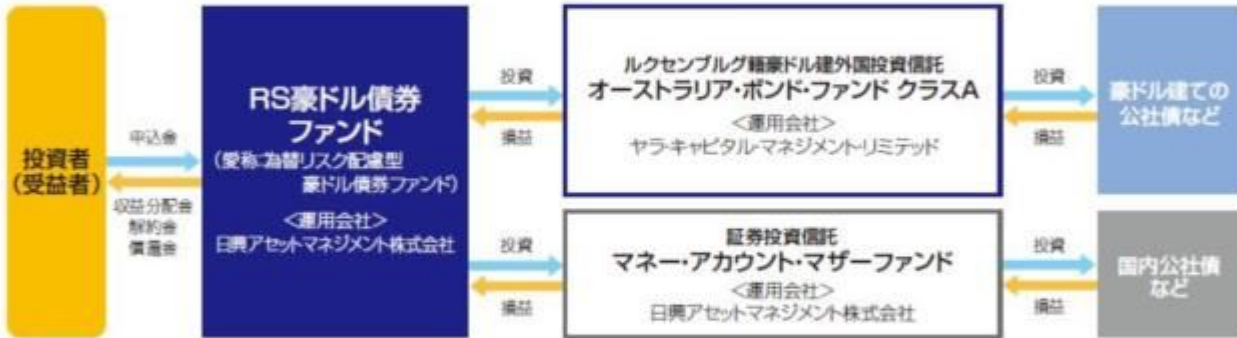 投資者
(受益者)
申込金
収益分配金
解約金
償還金
RS豪ドル債券
ファンド
(愛称:為替リスク配慮型
豪ドル債券ファンド)
<運用会社>
日興アセットマネジメント株式会社
投資
損益
ルクセンブルグ籍豪ドル建外国投資信託
オーストラリア・ボンド・ファンド クラスA
<運用会社>
ヤラ・キャピタル・マネジメント・リミテッド
投資
損益
豪ドル建ての
公社債など
投資
損益
証券投資信託
マネー・アカウント・マザーファンド
<運用会社>
日興アセットマネジメント株式会社
投資
損益
国内公社債
など